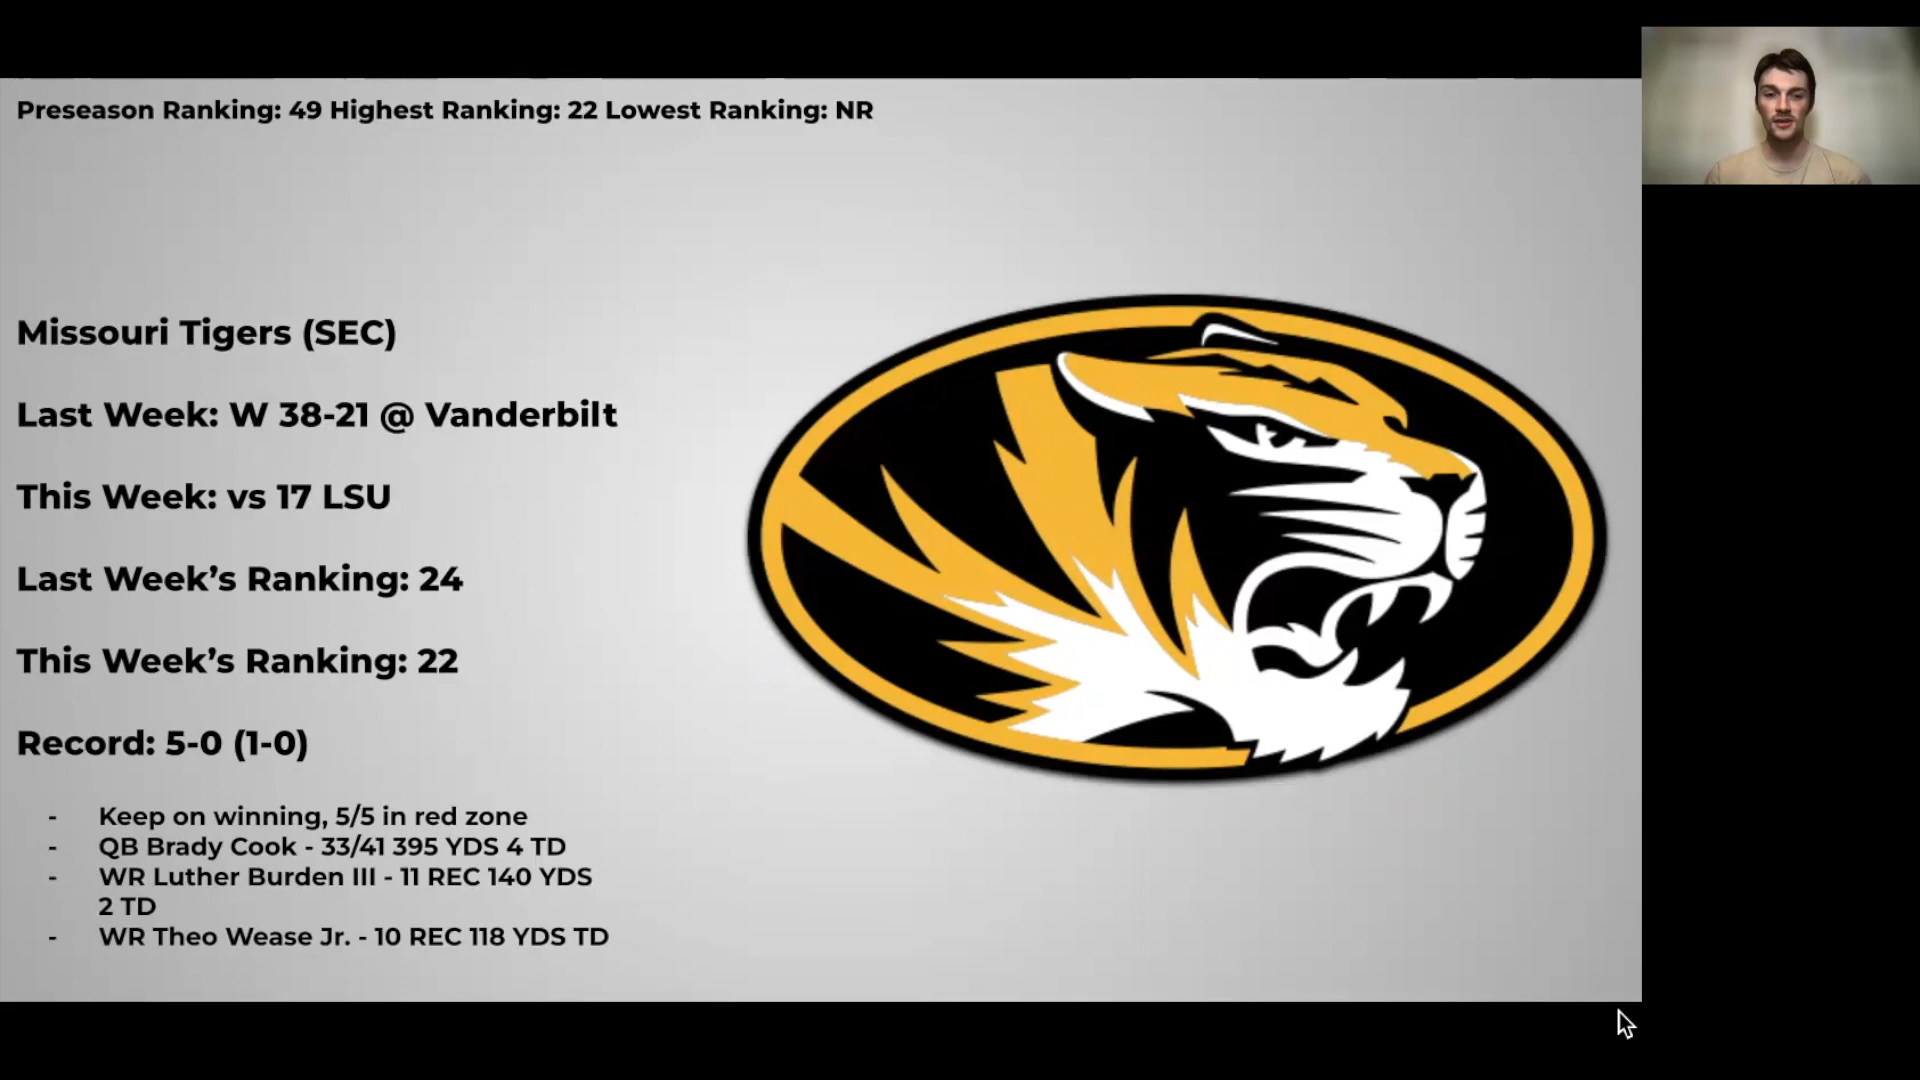 Preseason Ranking: 49 Highest Ranking: 22 Lowest Ranking: NR
Missouri Tigers (SEC)
Last Week: W 38-21 @ Vanderbilt
This Week: vs 17 LSU
Last Week’s Ranking: 24
This Week’s Ranking: 22
Record: 5-0 (1-0)
- Keep on winning, 5/5 in red zone
- QB Brady Cook - 33/41 395 YDS 4 TD
- WR Luther Burden III - 11 REC 140 YDS
2 TD
- WR Theo Wease Jr. - 10 REC 118 YDS TD